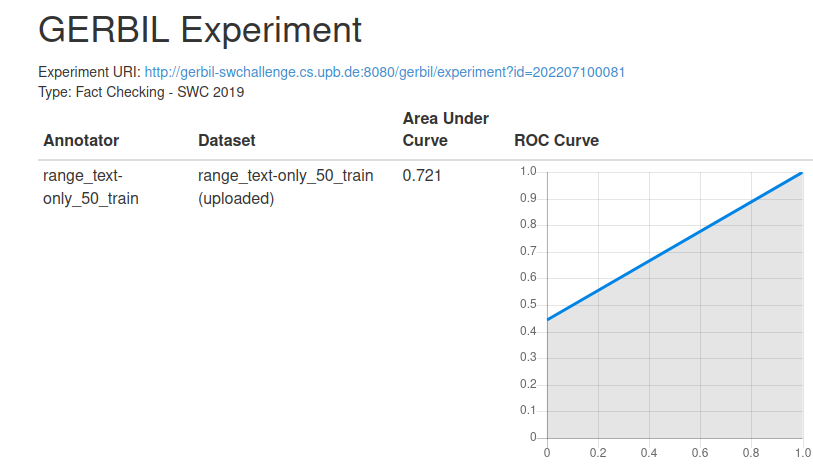 GERBIL Experiment
Experiment URI: http://gerbil-swchallenge.cs.upb.de:8080/gerbil/experiment?id=202207100081
Type: Fact Checking - SWC 2019
Annotator Dataset Area Under Curve ROC Curve
range_text-only_50_train range_text-only_50_train (uploaded) 0.721
1.0
0.9
0.8
0.7
0.6
0.5
0.4
0.3
0.2
0.1
0
0 0.2 0.4 0.6 0.8 1.0